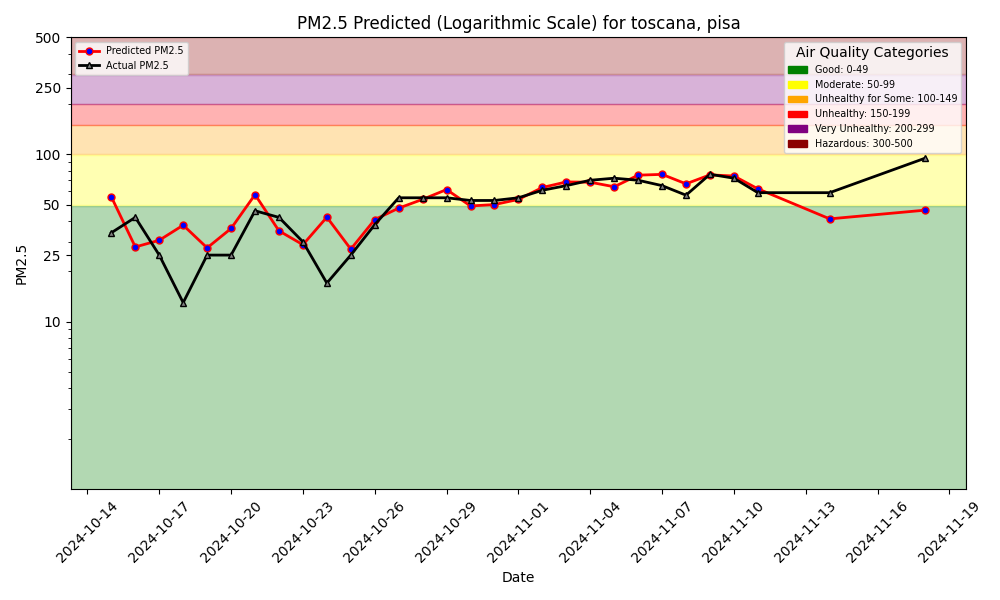 PM2.5 Predicted (Logarithmic Scale) for toscana, pisa
Predicted PM2.5
Actual PM2.5
Air Quality Categories
Good: 0-49
Moderate: 50-99
Unhealthy for Some: 100-149
Unhealthy: 150-199
Very Unhealthy: 200-299
Hazardous: 300-500
PM2.5
500
250
100
50
25
10
2024-10-14
2024-10-17
2024-10-20
2024-10-23
2024-10-26
2024-10-29
2024-11-01
2024-11-04
2024-11-07
2024-11-10
2024-11-13
2024-11-16
2024-11-19
Date